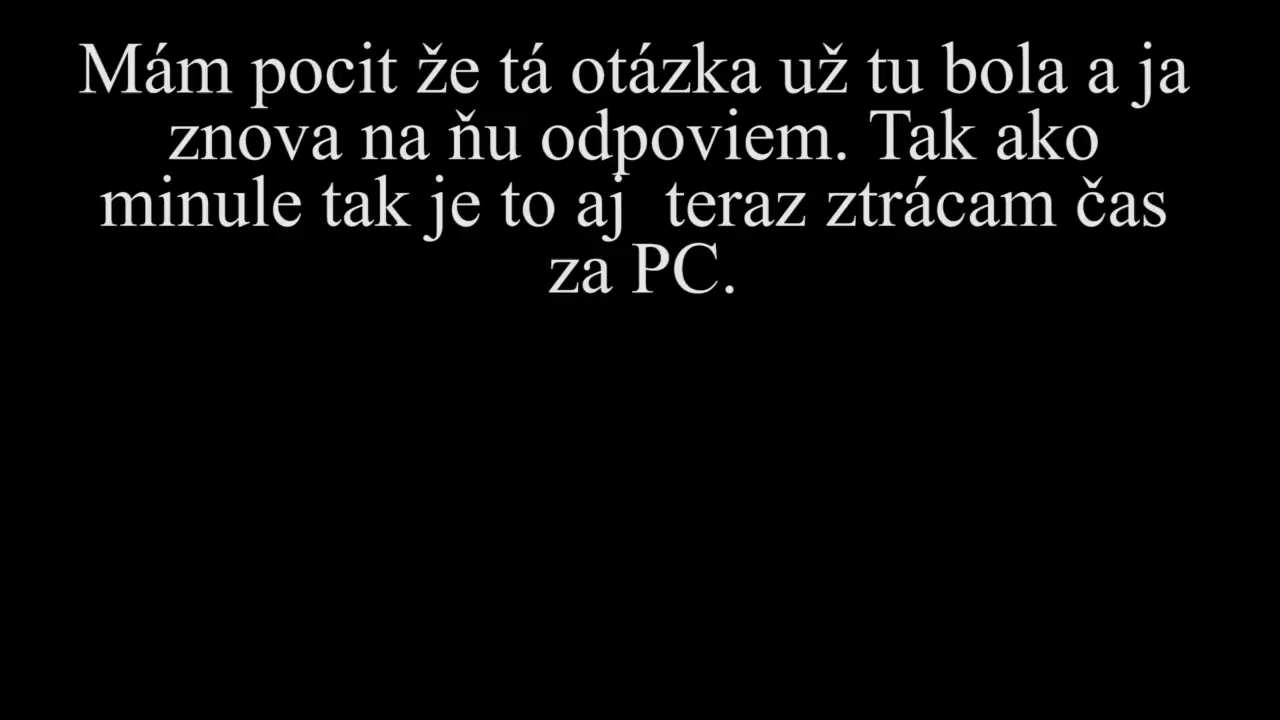 Mám pocit že tá otázka už tu bola a ja
znova na ňu odpoviem. Tak ako
minule tak je to aj  teraz ztrácam čas
za PC.